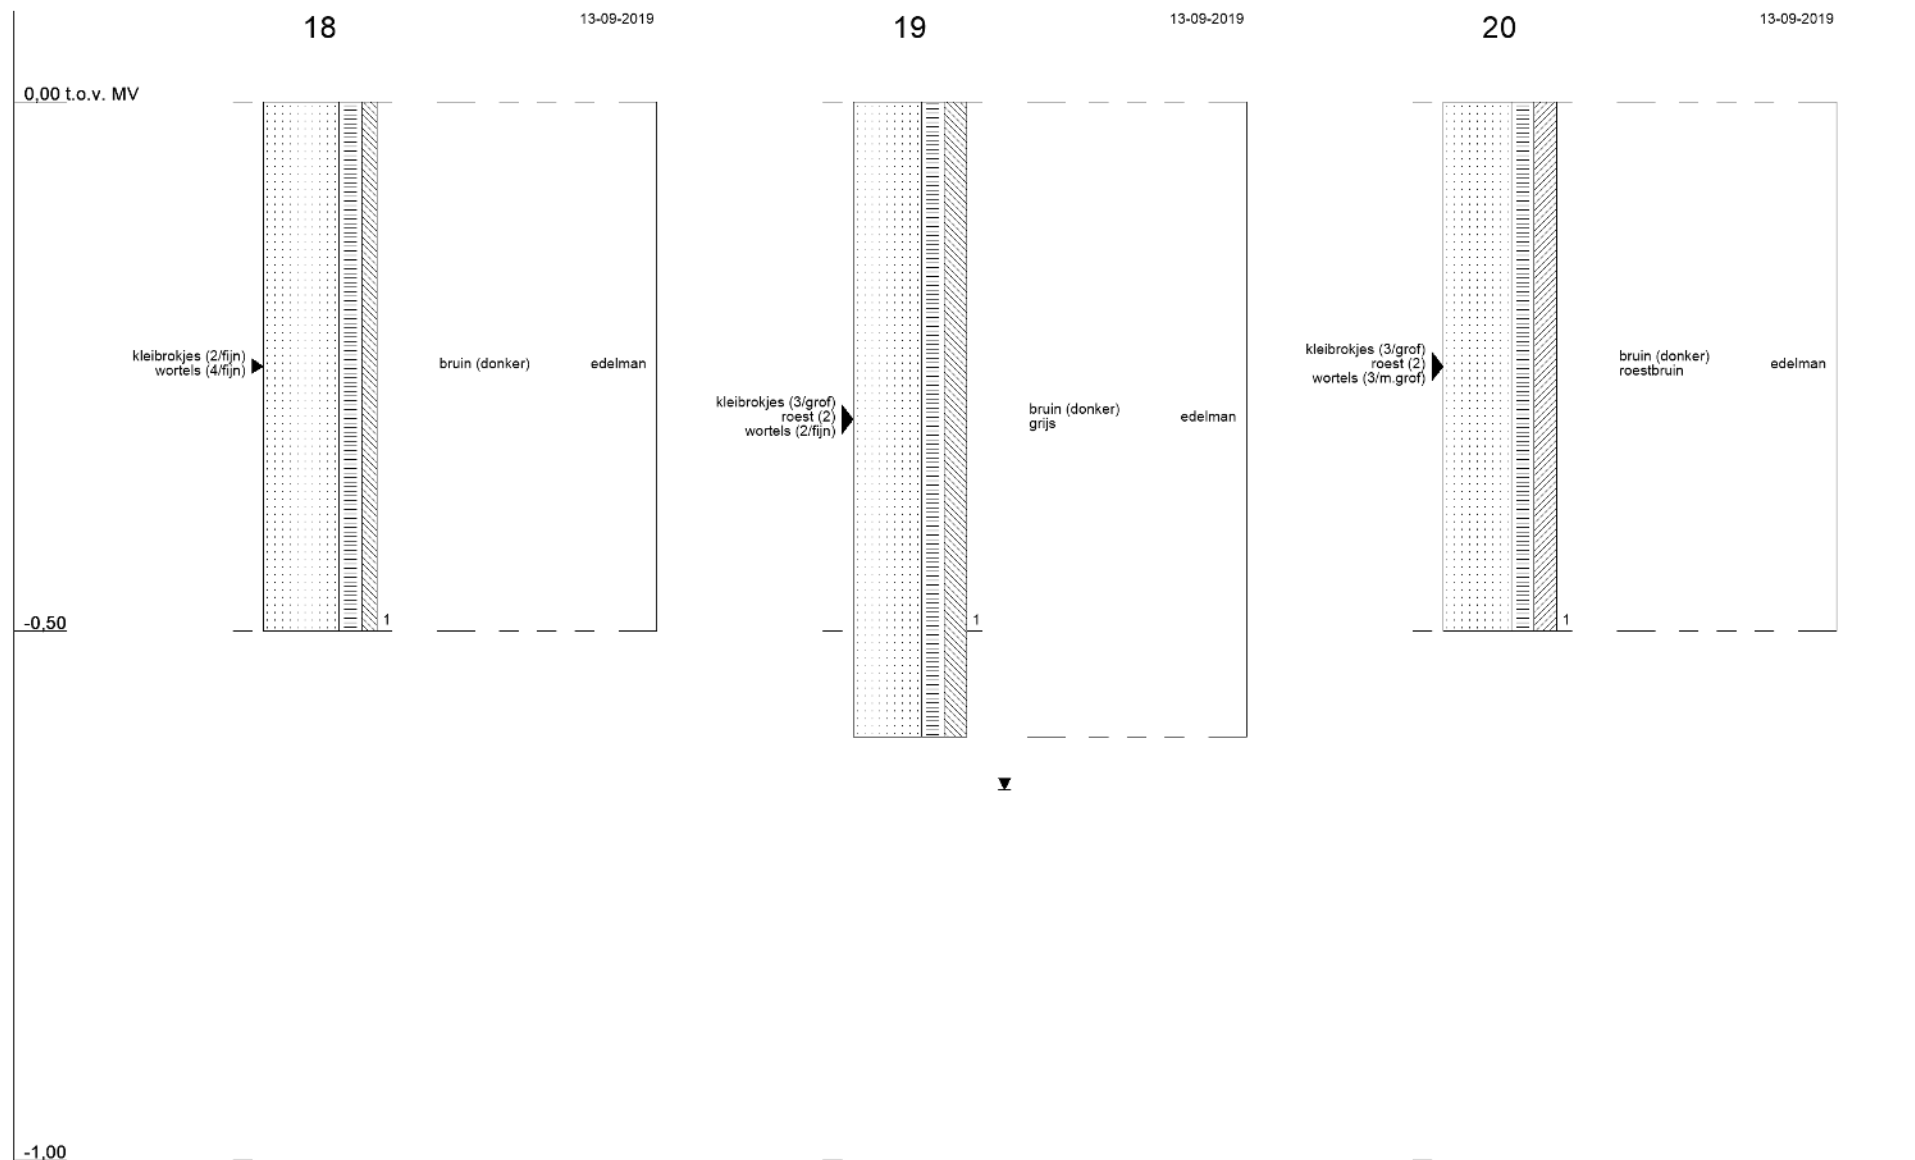 18
13-09-2019
19
13-09-2019
20
13-09-2019
0,00 t.o.v. MV
kleibrokjes (2/fijn)
wortels (4/fijn)
bruin (donker)
edelman
1
kleibrokjes (3/grof)
roest (2)
wortels (2/fijn)
bruin (donker)
grijs
edelman
1
kleibrokjes (3/grof)
roest (2)
wortels (3/m.grof)
bruin (donker)
roestbruin
edelman
1
-0,50
-1,00